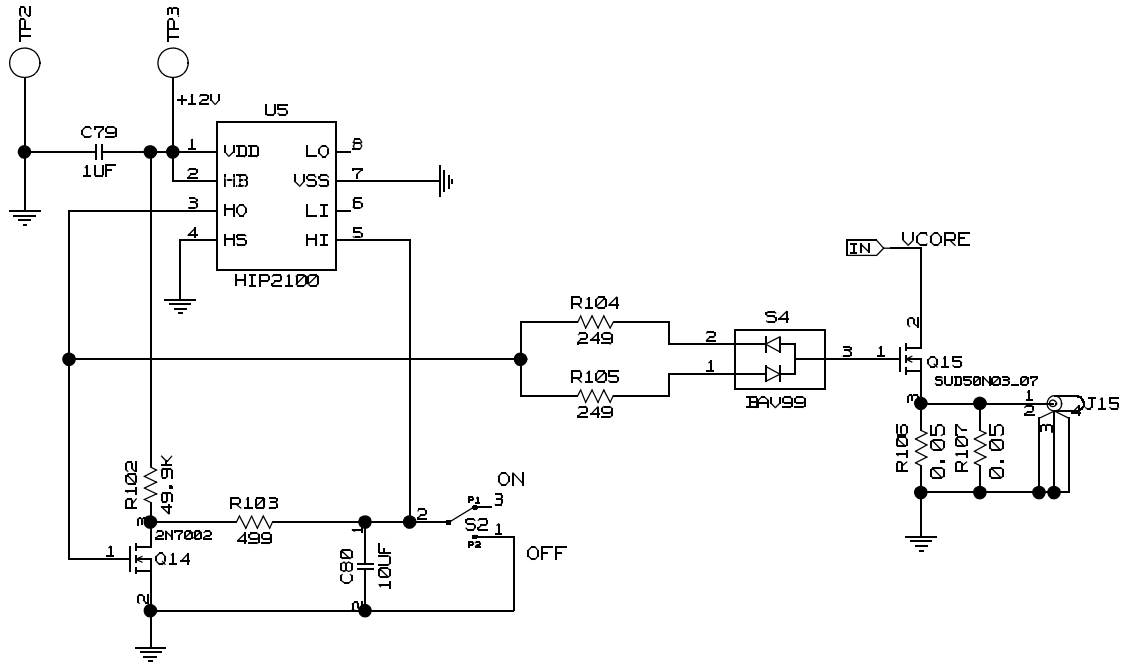 TP2
TP3
+12V
U5
C79
1UF
1 VDD LO 8
2 HB VSS 7
3 HO LI 6
4 HS HI 5
HIP2100
IN VCORE
R104
249
R105
249
S4
2
1
3
BAV99
2
1
Q15
SUD50N03_07
3
1
2
3
4
J15
R106
0.05
R107
0.05
R102
49.9K
R103
499
3
2N7002
1
Q14
2
1
C80
10UF
2
2
ON
P1
3
S2
1
P2
OFF